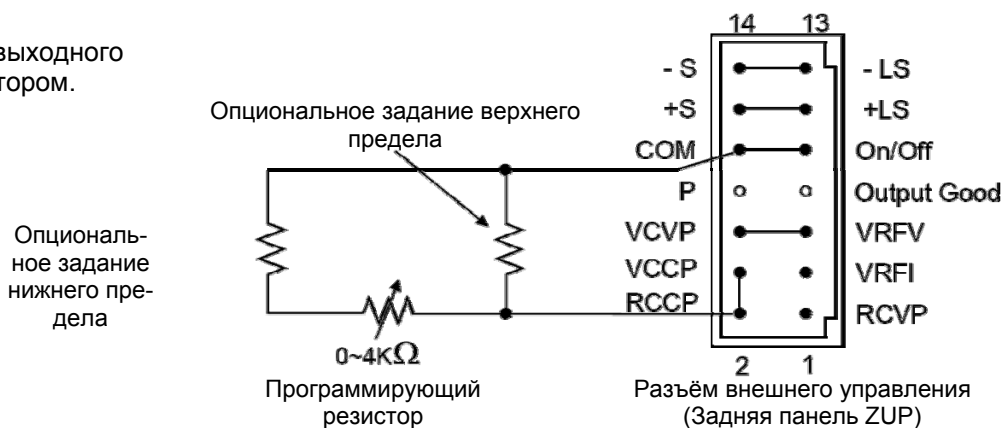 выходного
тором.
Опциональное задание верхнего
предела
Опциональ-
ное задание
нижнего пре-
дела
0~4KΩ
Программирующий
резистор
14 13
- S - LS
+S +LS
COM On/Off
P Output Good
VCVP VRFV
VCCP VRFI
RCCP RCVP
2 1
Разъём внешнего управления
(Задняя панель ZUP)